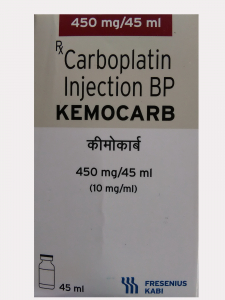 450 mg/45 ml
Rx Carboplatin
Injection BP
KEMOCARB
कीमोकार्ब
450 mg/45 ml
(10 mg/ml)
45 ml
FRESENIUS
KABI